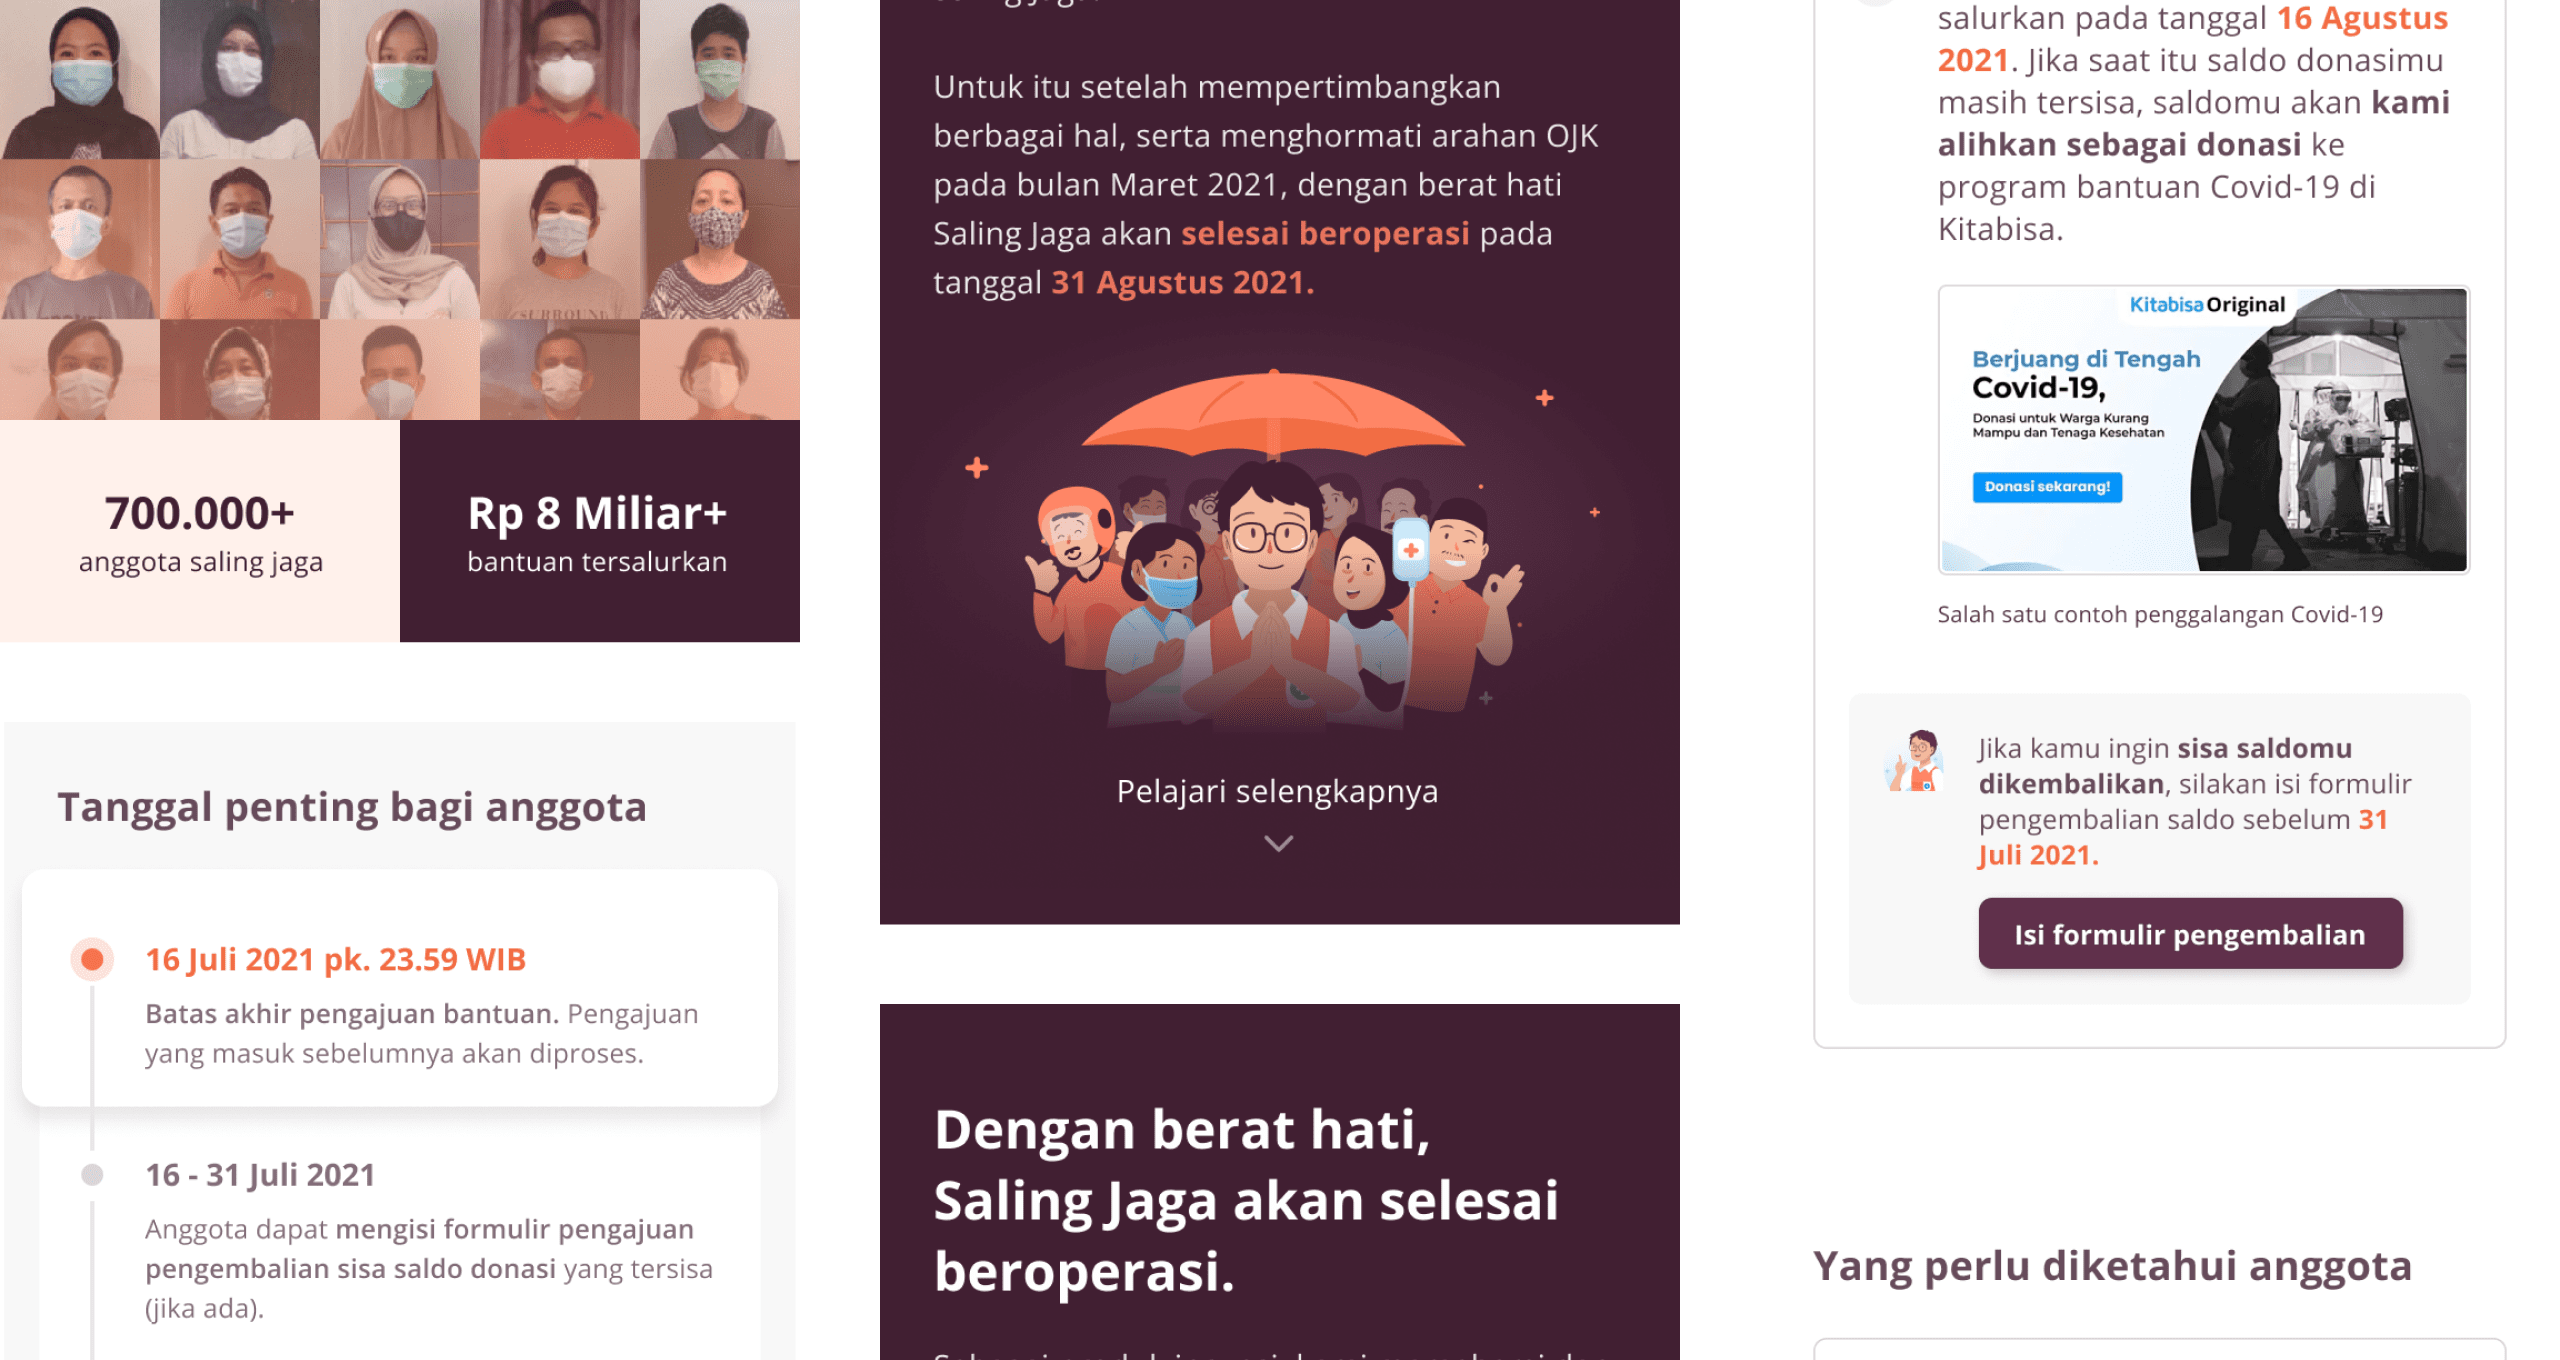 700.000+
anggota saling jaga
Rp 8 Miliar+
bantuan tersalurkan
Tanggal penting bagi anggota
16 Juli 2021 pk. 23.59 WIB
Batas akhir pengajuan bantuan. Pengajuan
yang masuk sebelumnya akan diproses.
16 - 31 Juli 2021
Anggota dapat mengisi formulir pengajuan
pengembalian sisa saldo donasi yang tersisa
(jika ada).
Untuk itu setelah mempertimbangkan
berbagai hal, serta menghormati arahan OJK
pada bulan Maret 2021, dengan berat hati
Saling Jaga akan selesai beroperasi pada
tanggal 31 Agustus 2021.
Pelajari selengkapnya
Dengan berat hati,
Saling Jaga akan selesai
beroperasi.
salurkan pada tanggal 16 Agustus
2021. Jika saat itu saldo donasimu
masih tersisa, saldomu akan kami
alihkan sebagai donasi ke
program bantuan Covid-19 di
Kitabisa.
Kitabisa Original
Berjuang di Tengah
Covid-19,
Donasi untuk Warga Kurang
Mampu dan Tenaga Kesehatan
Donasi sekarang!
Salah satu contoh penggalangan Covid-19
Jika kamu ingin sisa saldomu
dikembalikan, silakan isi formulir
pengembalian saldo sebelum 31
Juli 2021.
Isi formulir pengembalian
Yang perlu diketahui anggota